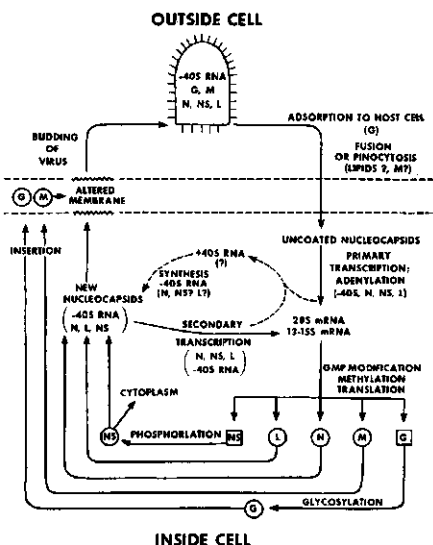 OUTSIDE CELL
-40S RNA
G, M
N, NS, L
ADSORPTION TO HOST CELL
(G)
FUSION
OR PINOCYTOSIS
(LIPIDS ?, M?)
BUDDING
OF
VIRUS
G M
ALTERED
MEMBRANE
INSERTION
UNCOATED NUCLEOCAPSIDS
PRIMARY
TRANSCRIPTION;
ADENYLATION
(-40S, N, NS, L)
+40S RNA
(?)
SYNTHESIS
-40S RNA
(N, NS? L?)
NEW
NUCLEOCAPSIDS
(-40S RNA
N, L, NS)
SECONDARY
TRANSCRIPTION
(N, NS, L
-40S RNA)
28S mRNA
13-15S mRNA
GMP MODIFICATION
METHYLATION
TRANSLATION
CYTOPLASM
NS
PHOSPHORLATION
NS
L
N
M
G
GLYCOSYLATION
G
INSIDE CELL